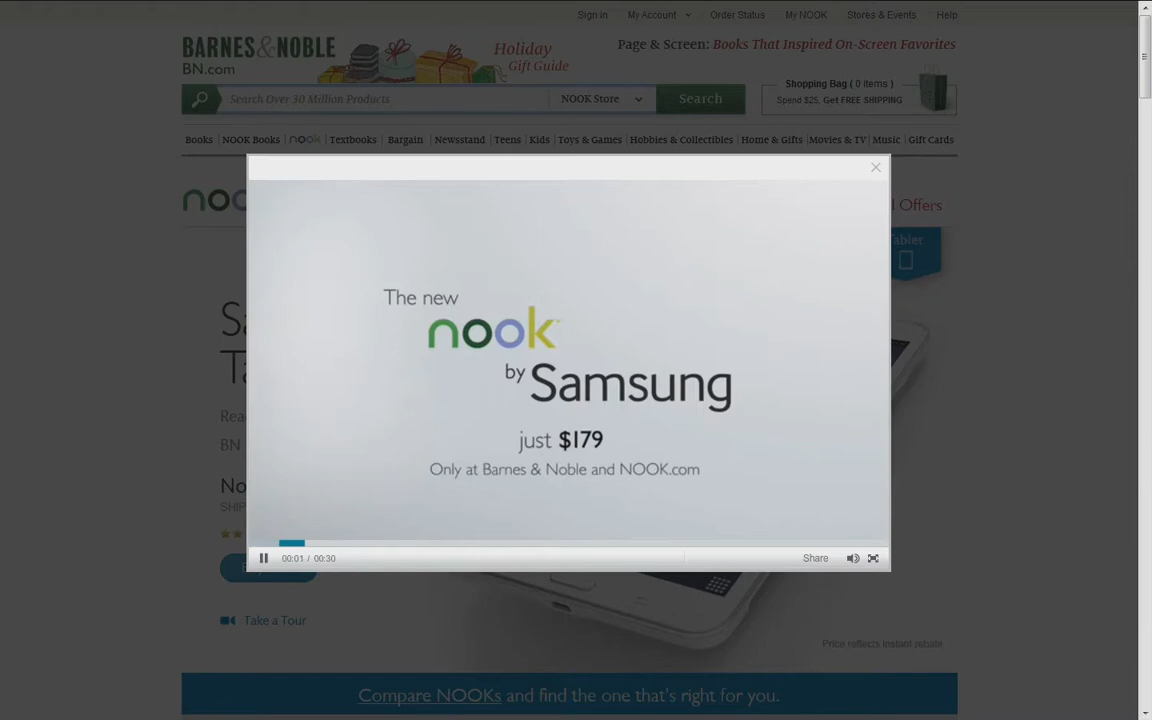 Sign in My Account Order Status My NOOK Stores & Events Help
BARNES&NOBLE
BN.com
Holiday
Gift Guide
Page & Screen: Books That Inspired On-Screen Favorites
Search Over 30 Million Products NOOK Store Search
Shopping Bag ( 0 items )
Spend $25, Get FREE SHIPPING
Books NOOK Books nook Textbooks Bargain Newsstand Teens Kids Toys & Games Hobbies & Collectibles Home & Gifts Movies & TV Music Gift Cards
Offers
The new
nook
by Samsung
just $179
Only at Barnes & Noble and NOOK.com
BN
00:01 / 00:30 Share
Take a Tour
Price reflects instant rebate
Compare NOOKs and find the one that's right for you.